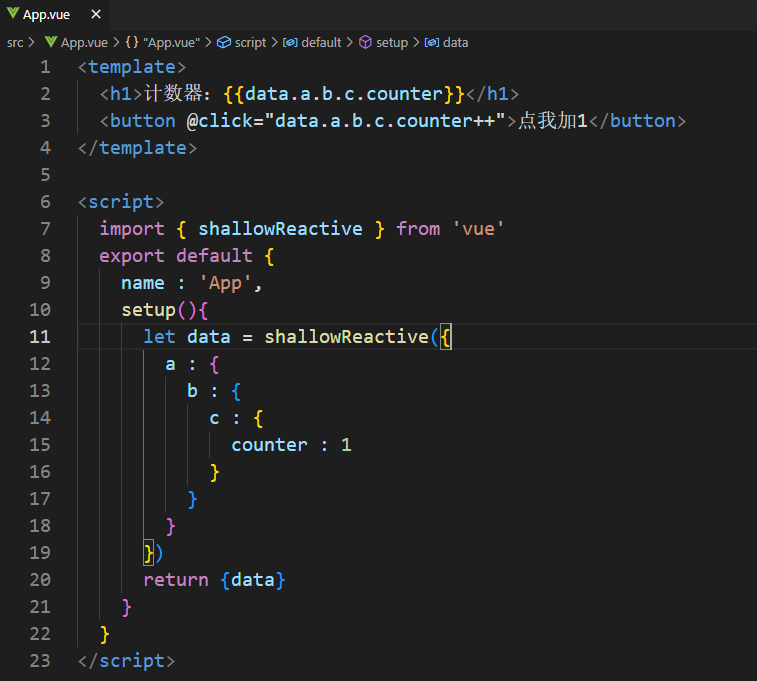 App.vue ×
src > App.vue > {} "App.vue" > script > default > setup > data
1 <template>
2   <h1>计数器：{{data.a.b.c.counter}}</h1>
3   <button @click="data.a.b.c.counter++">点我加1</button>
4 </template>
5
6 <script>
7   import { shallowReactive } from 'vue'
8   export default {
9     name : 'App',
10     setup(){
11       let data = shallowReactive({
12         a : {
13           b : {
14             c : {
15               counter : 1
16             }
17           }
18         }
19       })
20       return {data}
21     }
22   }
23 </script>